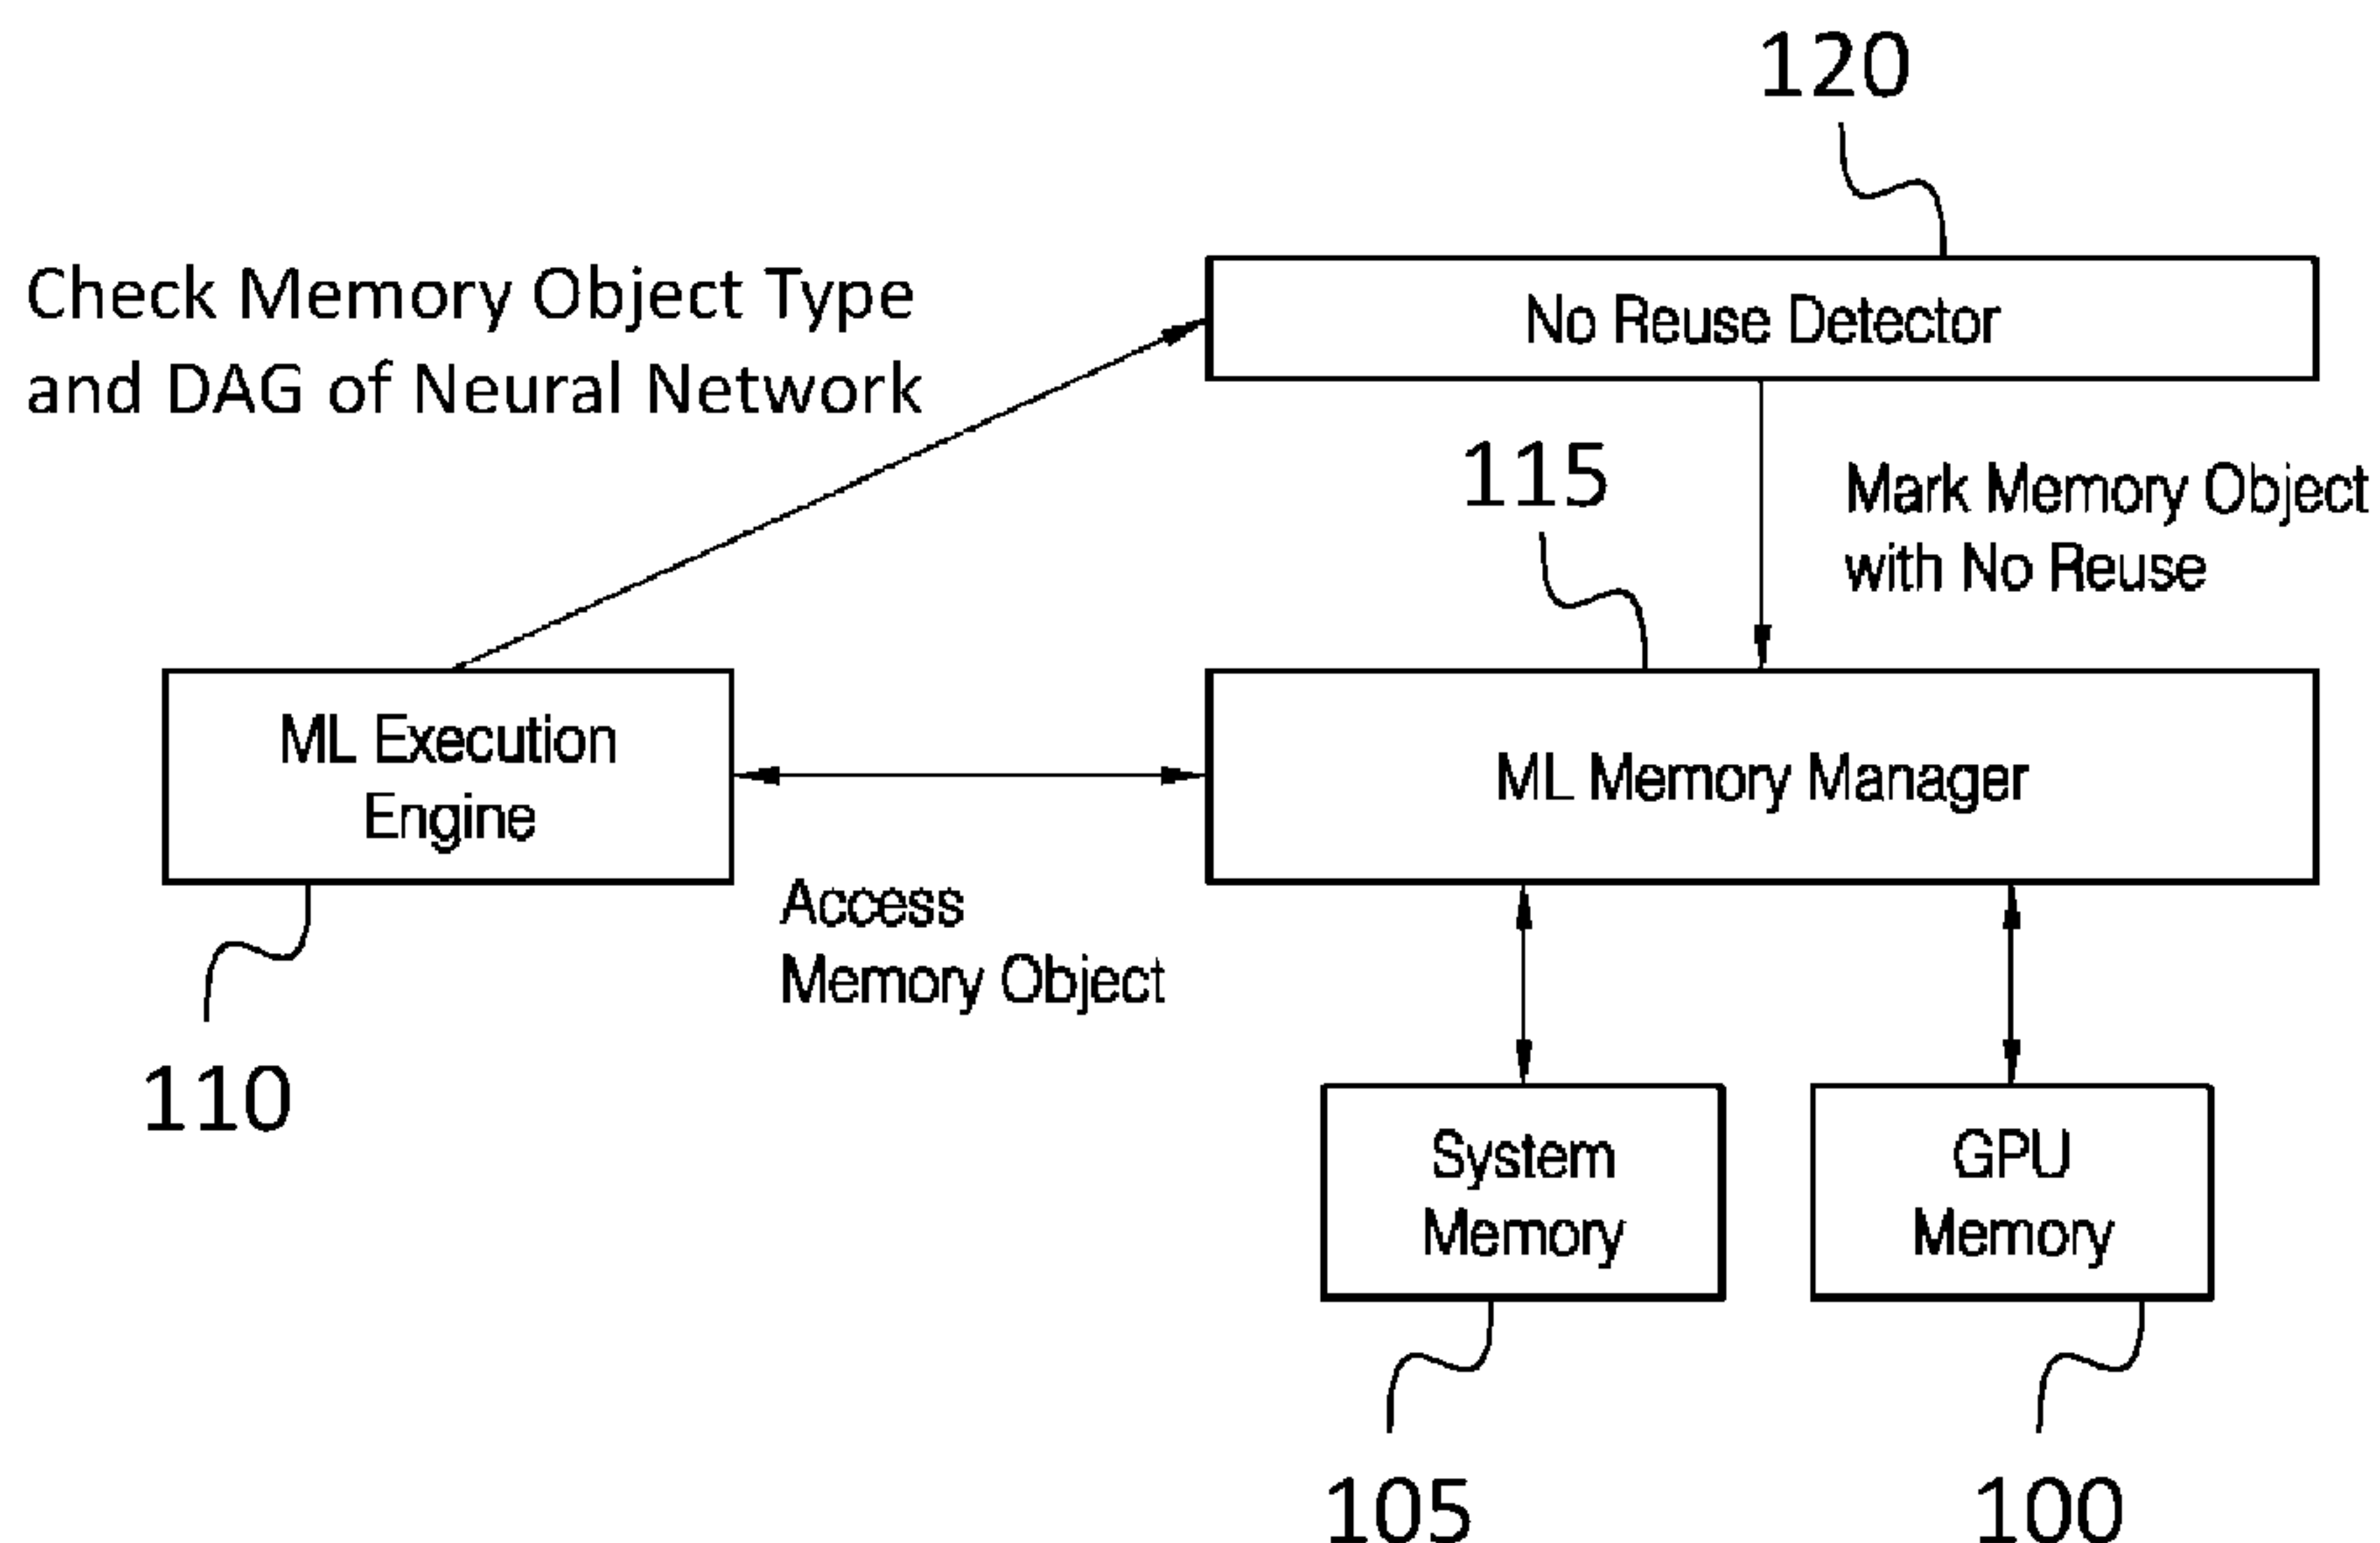 120
Check Memory Object Type
and DAG of Neural Network
No Reuse Detector
115
Mark Memory Object
with No Reuse
ML Execution
Engine
ML Memory Manager
Access
Memory Object
110
System
Memory
GPU
Memory
105
100